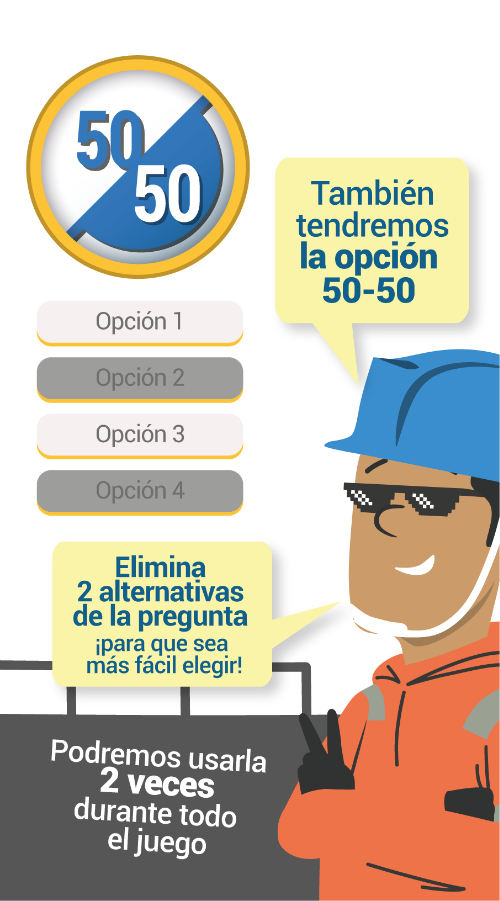 50
50
También
tendremos
la opción
50-50
Opción 1
Opción 2
Opción 3
Opción 4
Elimina
2 alternativas
de la pregunta
¡para que sea
más fácil elegir!
Podremos usarla
2 veces
durante todo
el juego